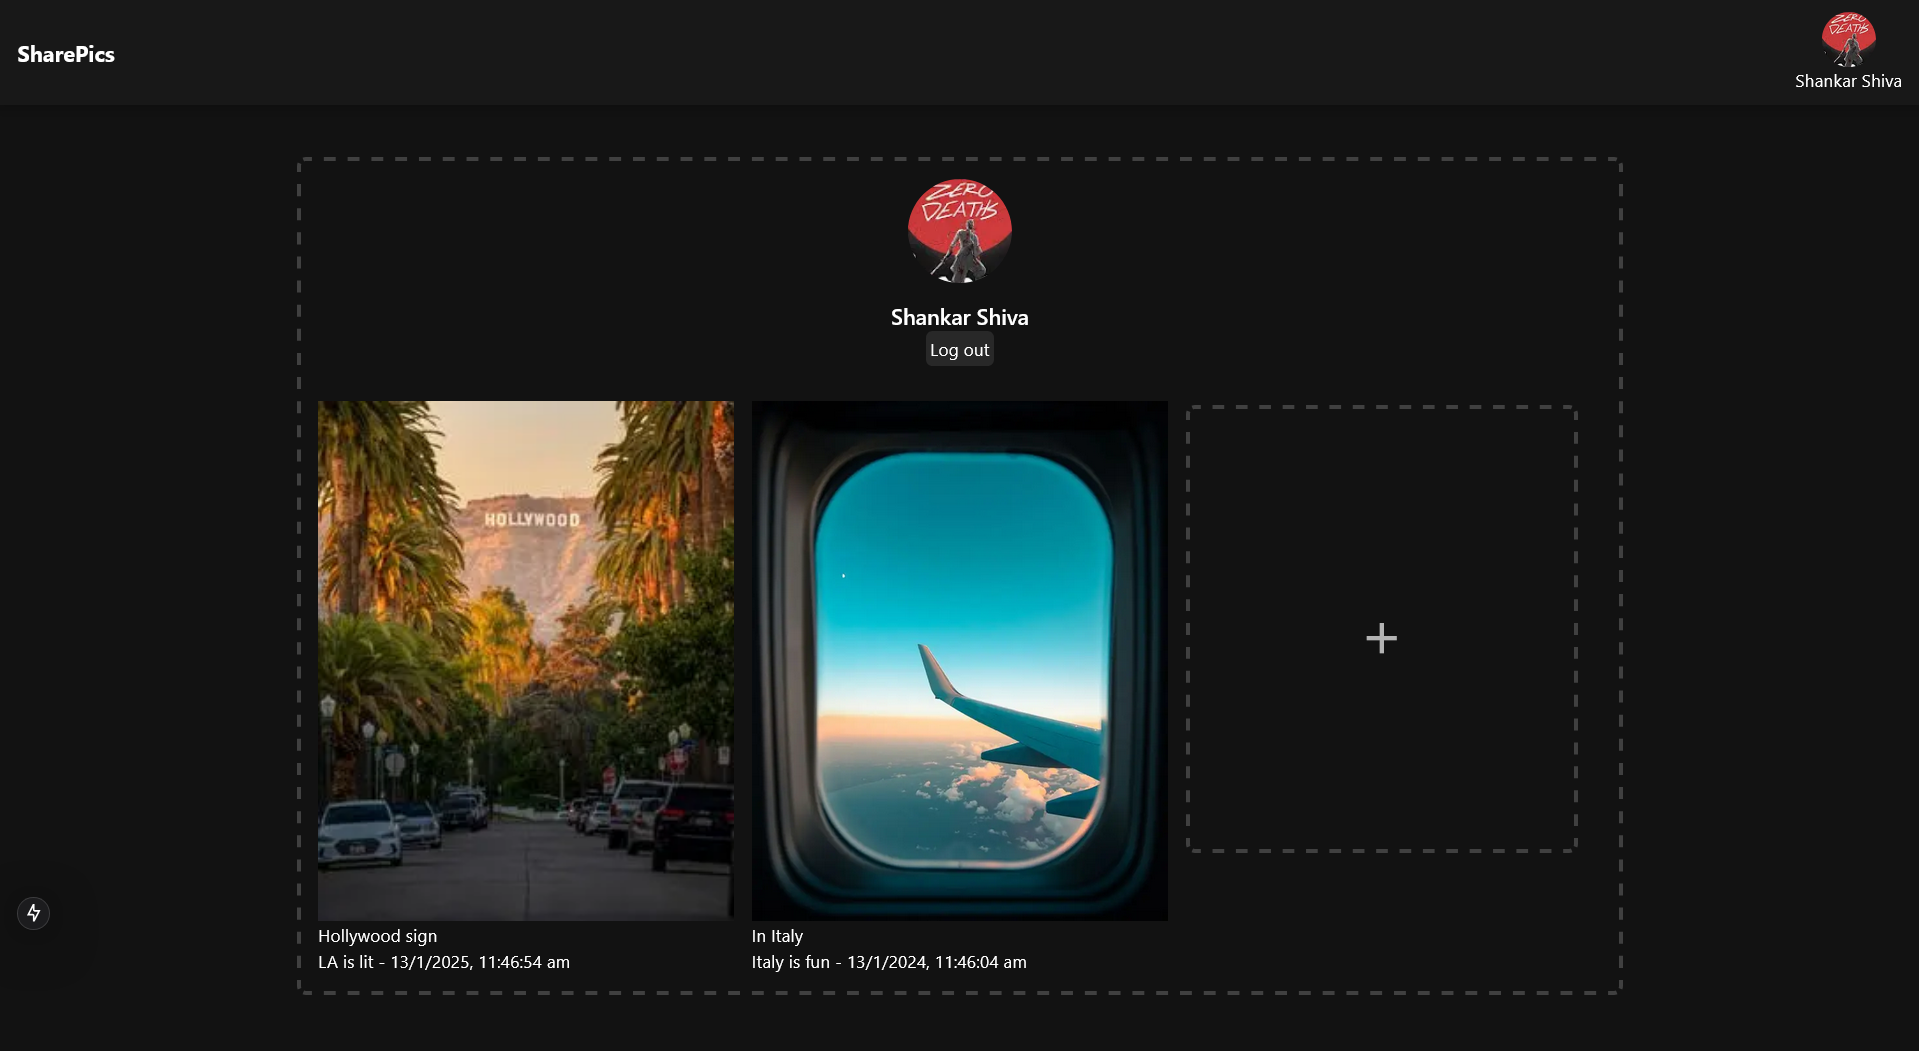 SharePics
ZERO
DEATHS
Shankar Shiva
ZERO
DEATHS
Shankar Shiva
Log out
HOLLYWOOD
Hollywood sign
LA is lit - 13/1/2025, 11:46:54 am
In Italy
Italy is fun - 13/1/2024, 11:46:04 am